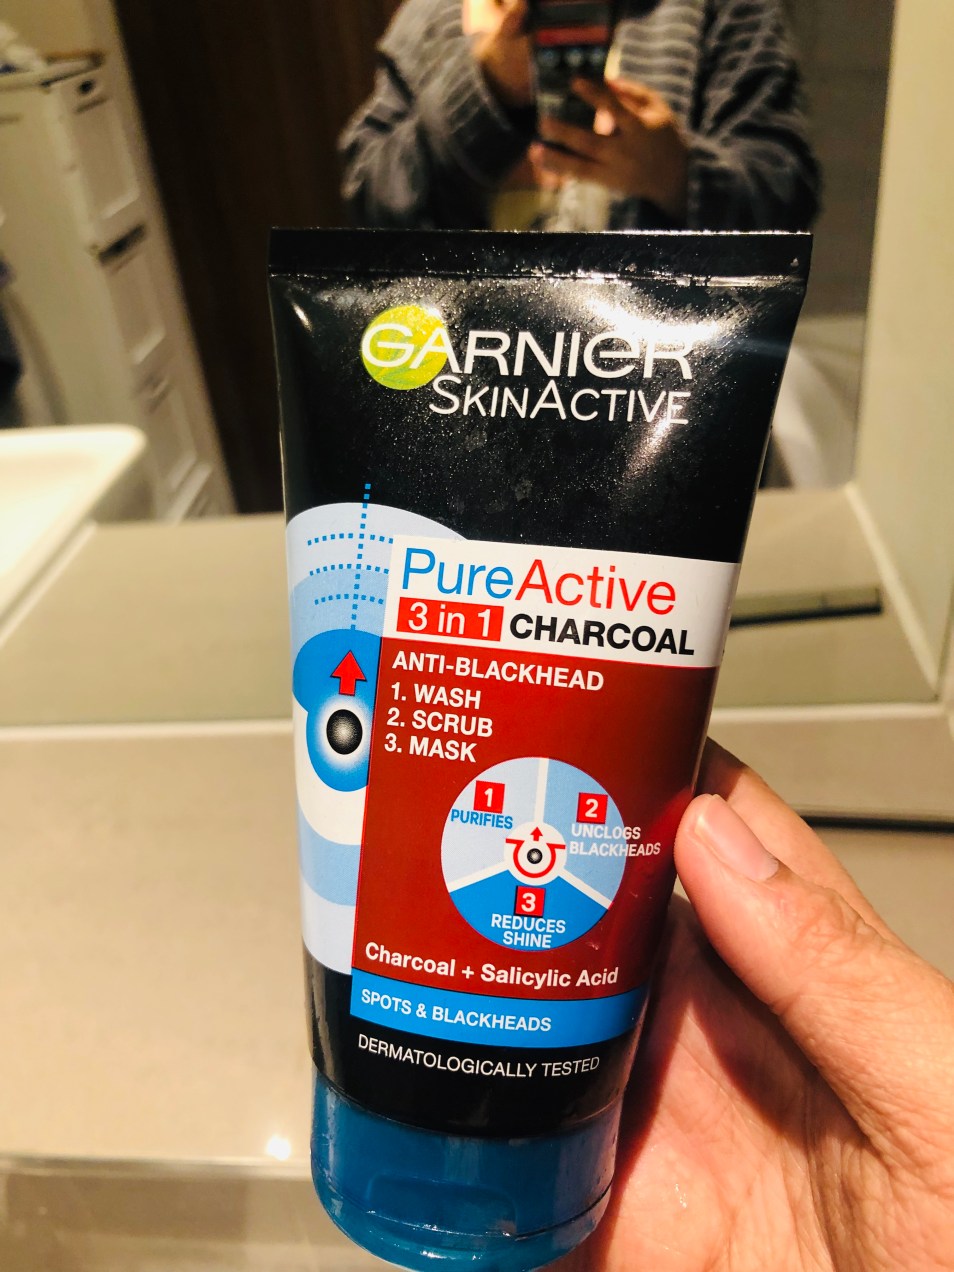 GARNIER
SKINACTIVE
PureActive
3 in 1 CHARCOAL
ANTI-BLACKHEAD
1. WASH
2. SCRUB
3. MASK
1
PURIFIES
2
UNCLOGS
BLACKHEADS
3
REDUCES
SHINE
Charcoal + Salicylic Acid
SPOTS & BLACKHEADS
DERMATOLOGICALLY TESTED